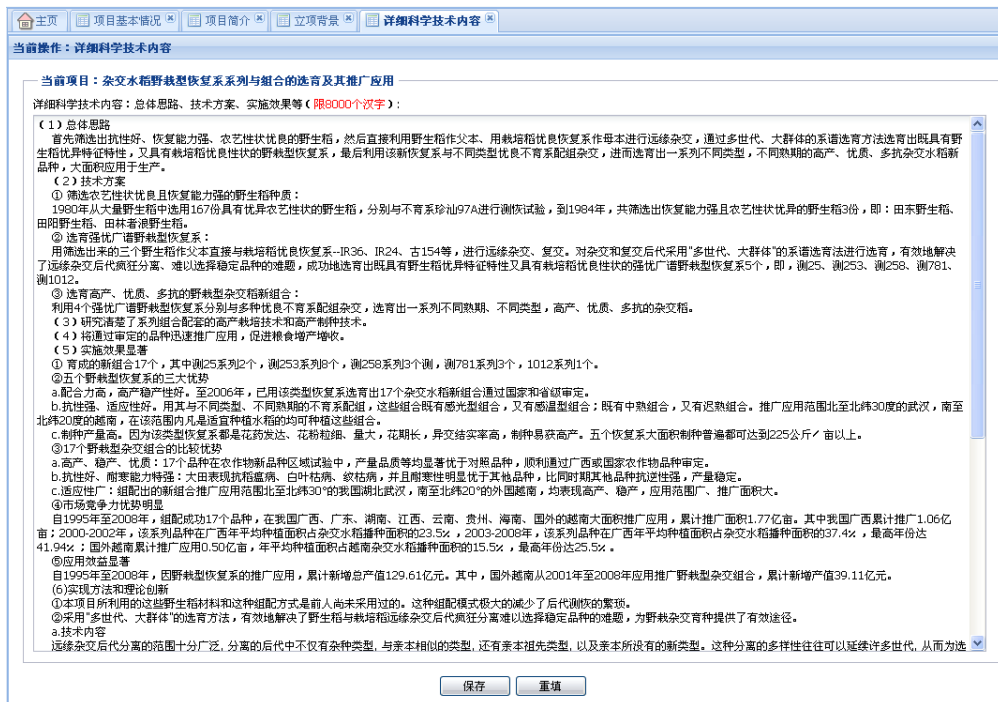 主页 项目基本情况 项目简介 立项背景 详细科学技术内容
当前操作：详细科学技术内容
当前项目：杂交水稻野栽型恢复系系列与组合的选育及其推广应用
详细科学技术内容：总体思路、技术方案、实施效果等（限8000个汉字）：
（1）总体思路
首先筛选出抗性好、恢复能力强、农艺性状优良的野生稻，然后直接利用野生稻作父本、用栽培稻优良恢复系作母本进行远缘杂交，通过多世代、大群体的系谱选育方法选育出既具有野
生稻优异特征特性，又具有栽培稻优良性状的野栽型恢复系，最后利用该新恢复系与不同类型优良不育系配组杂交，进而选育出一系列不同类型，不同熟期的高产、优质、多抗杂交水稻新
品种，大面积应用于生产。
（2）技术方案
① 筛选农艺性状优良且恢复能力强的野生稻种质：
1980年从大量野生稻中选用167份具有优异农艺性状的野生稻，分别与不育系珍汕97A进行测恢试验，到1984年，共筛选出恢复能力强且农艺性状优异的野生稻3份，即：田东野生稻、
田阳野生稻、田林者浪野生稻。
② 选育强优广谱野栽型恢复系：
用筛选出来的三个野生稻作父本直接与栽培稻优良恢复系--IR36、IR24、古154等，进行远缘杂交、复交。对杂交和复交后代采用"多世代、大群体"的系谱选育法进行选育，有效地解决
了远缘杂交后代疯狂分离、难以选择稳定品种的难题，成功地选育出既具有野生稻优异特征特性又具有栽培稻优良性状的强优广谱野栽型恢复系5个，即，测25、测253、测258、测781、
测1012。
③ 选育高产、优质、多抗的野栽型杂交稻新组合：
利用4个强优广谱野栽型恢复系分别与多种优良不育系配组杂交，选育出一系列不同熟期、不同类型，高产、优质、多抗的杂交稻。
（3）研究清楚了系列组合配套的高产栽培技术和高产制种技术。
（4）将通过审定的品种迅速推广应用，促进粮食增产增收。
（5）实施效果显著
① 育成的新组合17个，其中测25系列2个，测253系列8个，测258系列3个测，测781系列3个，1012系列1个。
②五个野栽型恢复系的三大优势
a.配合力高，高产稳产性好。至2006年，已用该类型恢复系选育出17个杂交水稻新组合通过国家和省级审定。
b.抗性强、适应性好。用其与不同类型、不同熟期的不育系配组，这些组合既有感光型组合，又有感温型组合；既有中熟组合，又有迟熟组合。推广应用范围北至北纬30度的武汉，南至
北纬20度的越南，在该范围内凡是适宜种植水稻的均可种植这些组合。
c.制种产量高。因为该类型恢复系都是花药发达、花粉粒细、量大，花期长，异交结实率高，制种易获高产。五个恢复系大面积制种普遍都可达到225公斤／亩以上。
③17个野栽型杂交组合的比较优势
a.高产、稳产、优质：17个品种在农作物新品种区域试验中，产量品质等均显著优于对照品种，顺利通过广西或国家农作物品种审定。
b.抗性好、耐寒能力特强：大田表现抗稻瘟病、白叶枯病、纹枯病，并且耐寒性明显优于其他品种，比同时期其他品种抗逆性强，产量稳定。
c.适应性广：组配出的新组合推广应用范围北至北纬30°的我国湖北武汉，南至北纬20°的外国越南，均表现高产、稳产，应用范围广、推广面积大。
④市场竞争力优势明显
自1995年至2008年，组配成功17个品种，在我国广西、广东、湖南、江西、云南、贵州、海南、国外的越南大面积推广应用，累计推广面积1.77亿亩。其中我国广西累计推广1.06亿
亩；2000-2002年，该系列品种在广西年平均种植面积占杂交水稻播种面积的23.5%，2003-2008年，该系列品种在广西年平均种植面积占杂交水稻播种面积的37.4%，最高年份达
41.94%；国外越南累计推广应用0.50亿亩，年平均种植面积占越南杂交水稻播种面积的15.5%，最高年份达25.5%。
⑤应用效益显著
自1995年至2008年，因野栽型恢复系的推广应用，累计新增总产值129.61亿元。其中，国外越南从2001年至2008年应用推广野栽型杂交组合，累计新增产值39.11亿元。
(6)实现方法和理论创新
①本项目所利用的这些野生稻材料和这种组配方式是前人尚未采用过的。这种组配模式极大的减少了后代测恢的繁琐。
②采用"多世代、大群体"的选育方法，有效地解决了野生稻与栽培稻远缘杂交后代疯狂分离难以选择稳定品种的难题，为野栽杂交育种提供了有效途径。
a.技术内容
远缘杂交后代分离的范围十分广泛, 分离的后代中不仅有杂种类型, 与亲本相似的类型, 还有亲本祖先类型, 以及亲本所没有的新类型。这种分离的多样性往往可以延续许多世代, 从而为选
保存 重填